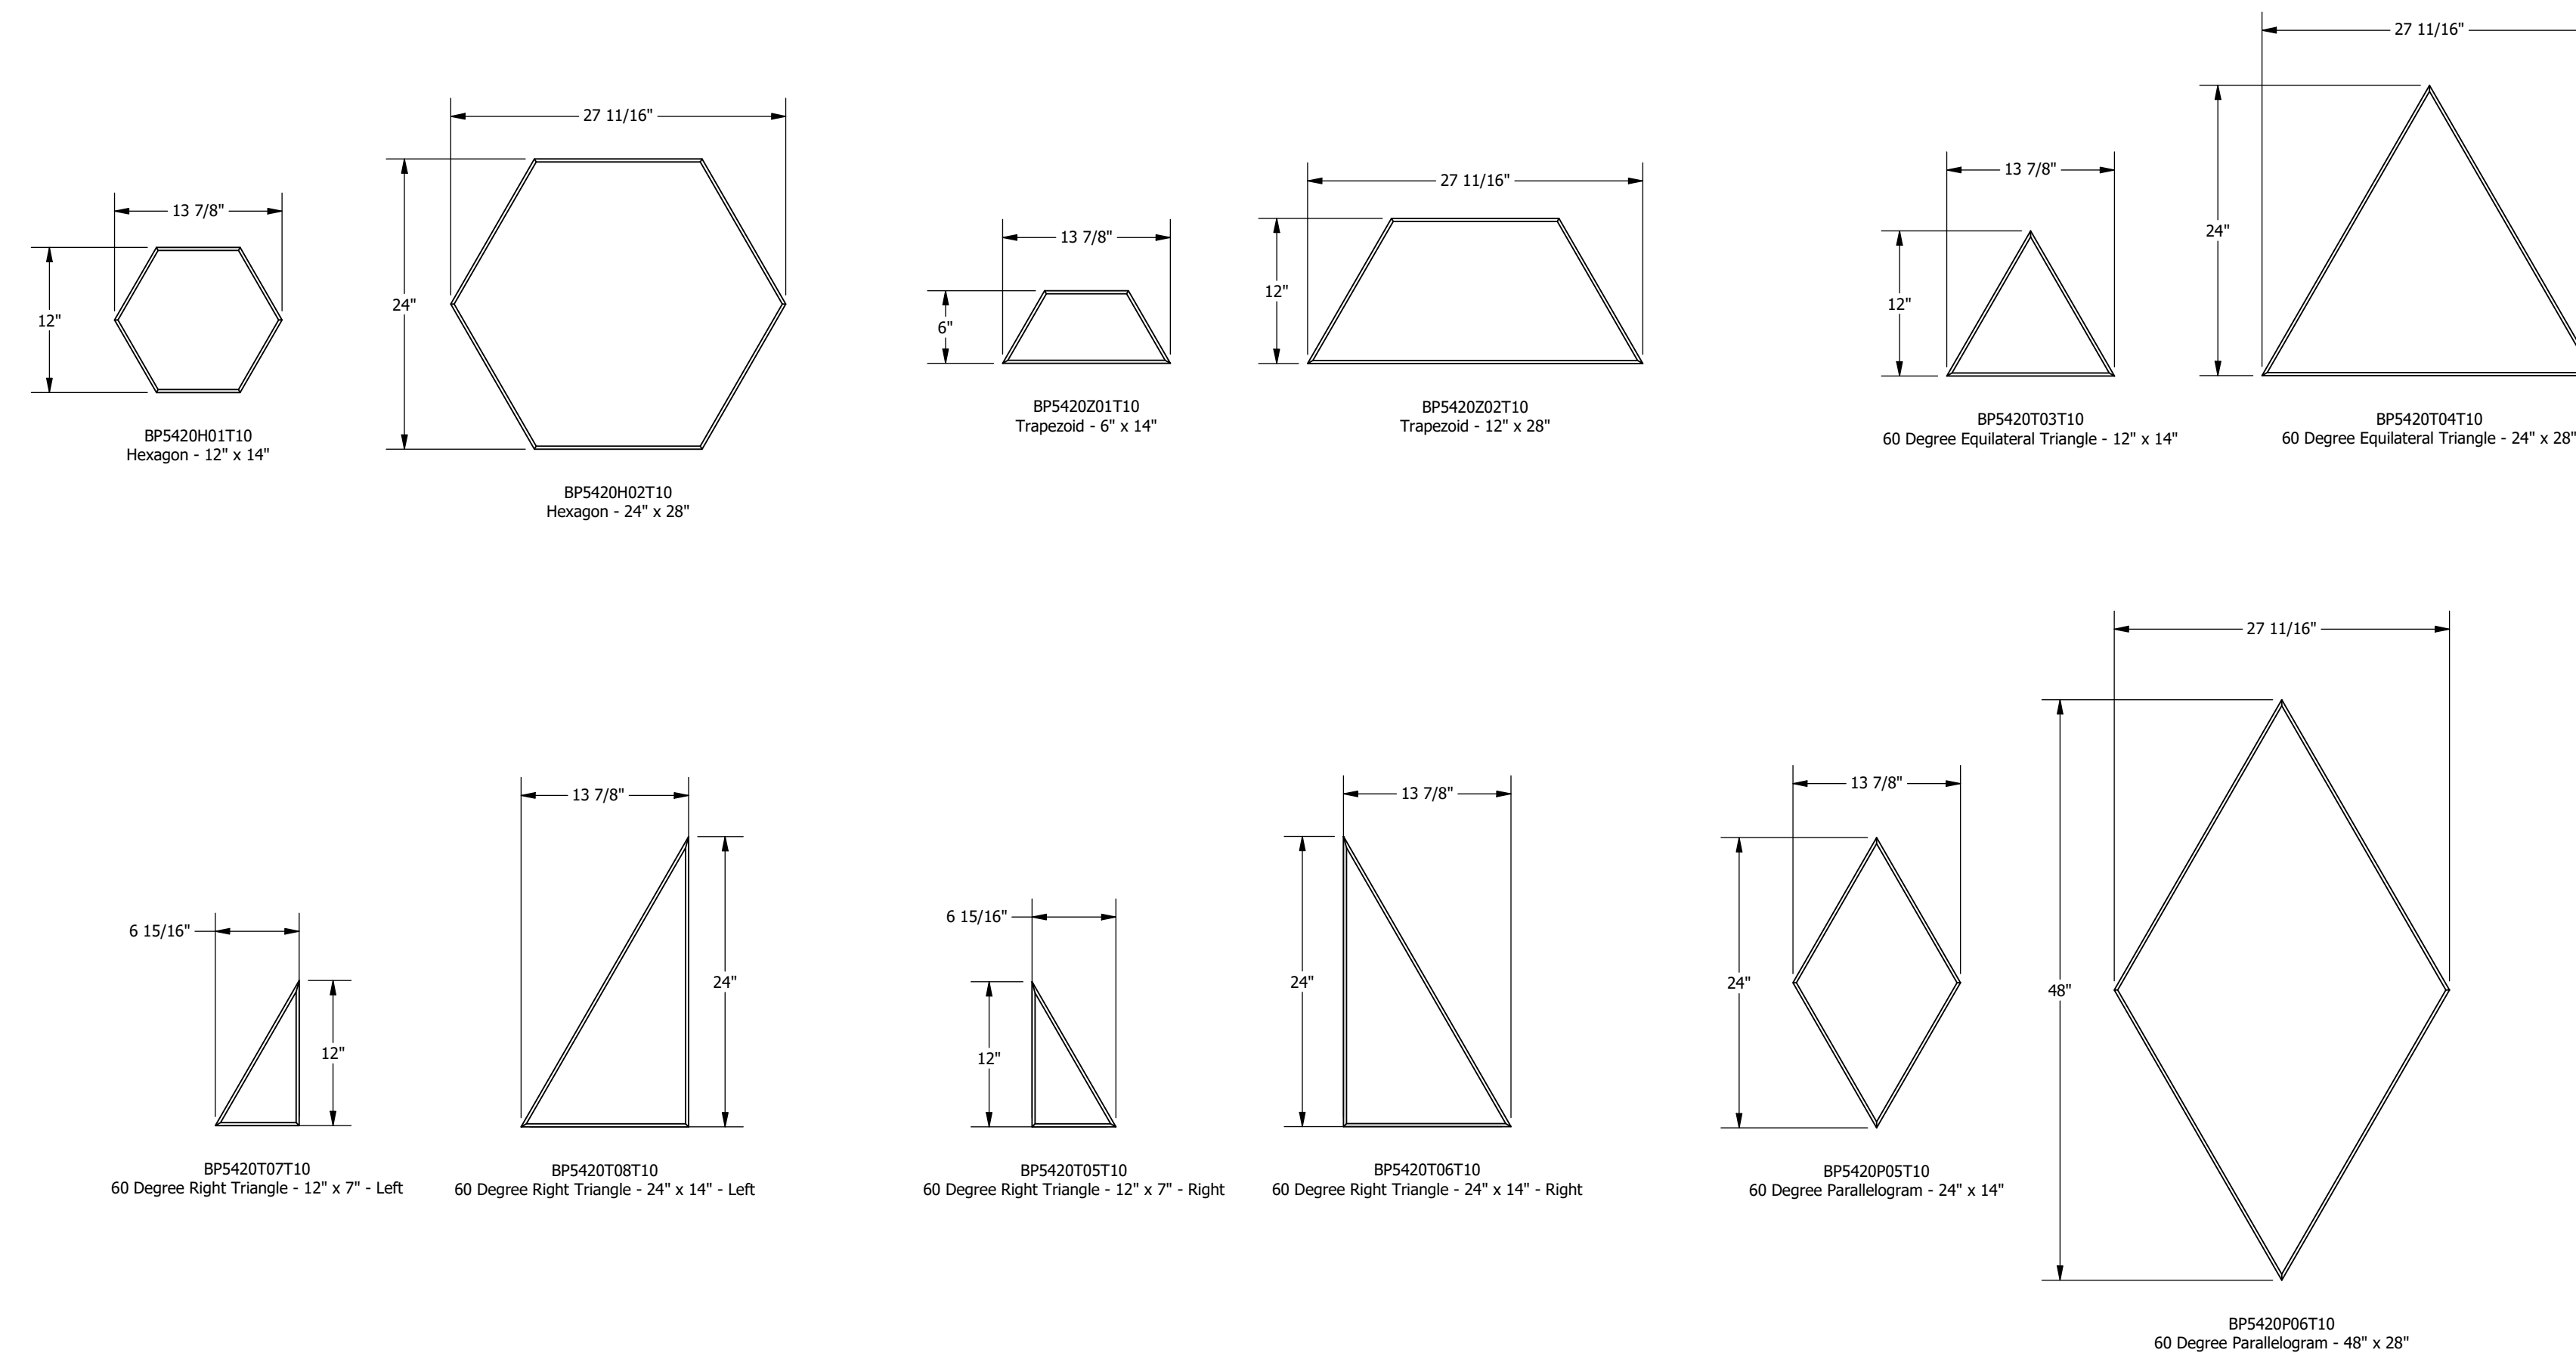 27 11/16"
24"
13 7/8"
12"
27 11/16"
24"
13 7/8"
6"
27 11/16"
12"
13 7/8"
12"
BP5420H01T10
Hexagon - 12" x 14"
BP5420H02T10
Hexagon - 24" x 28"
BP5420Z01T10
Trapezoid - 6" x 14"
BP5420Z02T10
Trapezoid - 12" x 28"
BP5420T03T10
60 Degree Equilateral Triangle - 12" x 14"
BP5420T04T10
60 Degree Equilateral Triangle - 24" x 28"
6 15/16"
12"
BP5420T07T10
60 Degree Right Triangle - 12" x 7" - Left
13 7/8"
24"
BP5420T08T10
60 Degree Right Triangle - 24" x 14" - Left
6 15/16"
12"
BP5420T05T10
60 Degree Right Triangle - 12" x 7" - Right
13 7/8"
24"
BP5420T06T10
60 Degree Right Triangle - 24" x 14" - Right
13 7/8"
24"
BP5420P05T10
60 Degree Parallelogram - 24" x 14"
27 11/16"
48"
BP5420P06T10
60 Degree Parallelogram - 48" x 28"